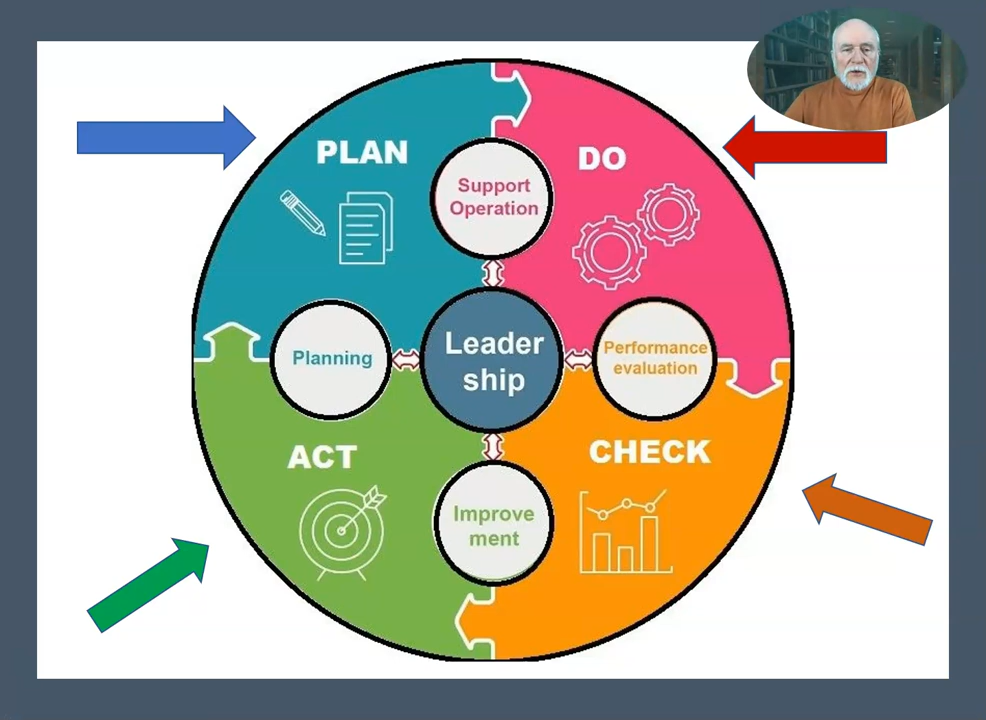 PLAN
DO
Support
Operation
Planning
Leader
ship
Performance
evaluation
ACT
CHECK
Improve
ment